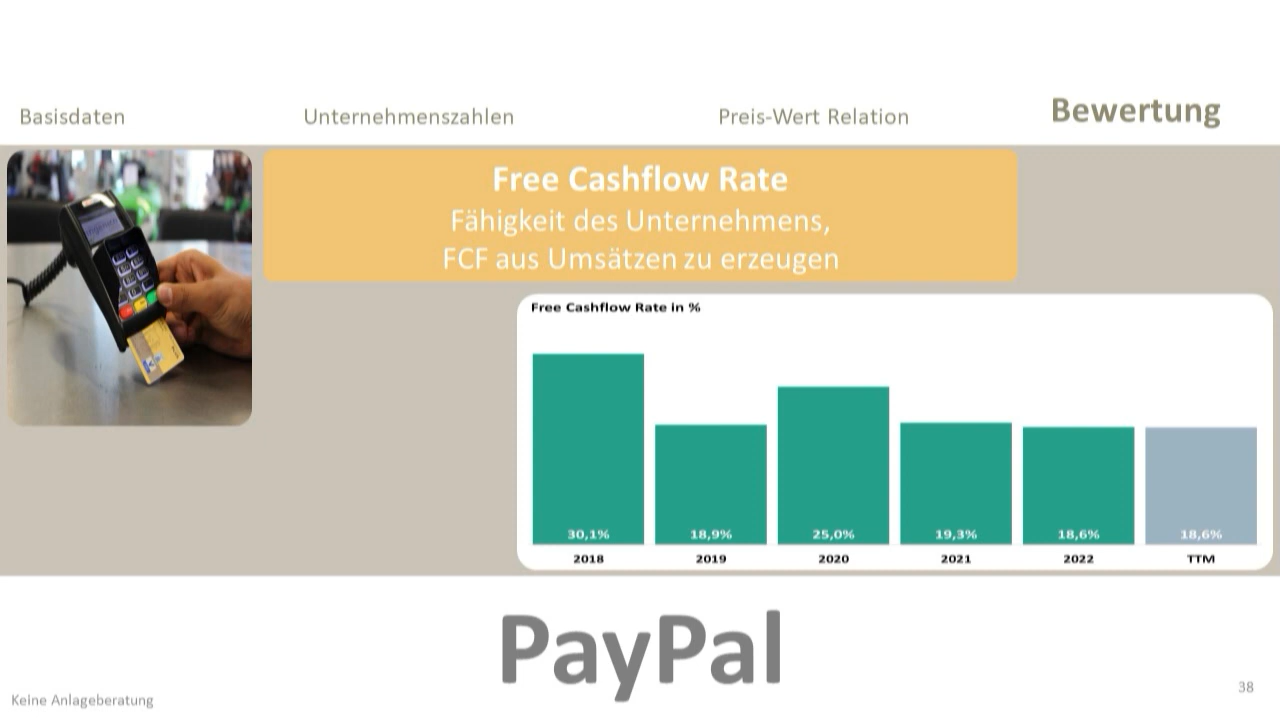 Basisdaten
Unternehmenszahlen
Preis-Wert Relation
Bewertung
Free Cashflow Rate
Fähigkeit des Unternehmens,
FCF aus Umsätzen zu erzeugen
Free Cashflow Rate in %
30,1%
18,9%
25,0%
19,3%
18,6%
18,6%
2018
2019
2020
2021
2022
TTM
PayPal
Keine Anlageberatung
38